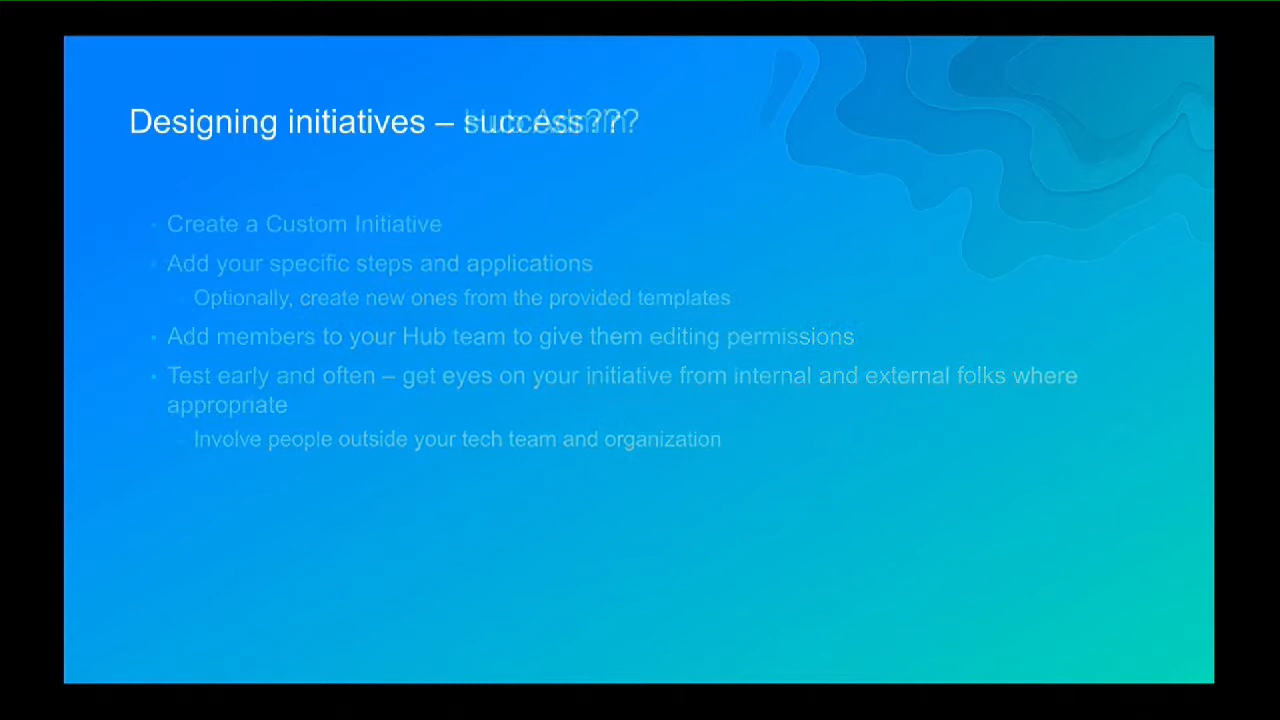 Designing initiatives – success???
Create a Custom Initiative
Add your specific steps and applications
Optionally, create new ones from the provided templates
Add members to your Hub team to give them editing permissions
Test early and often – get eyes on your initiative from internal and external folks where
appropriate
Involve people outside your tech team and organization